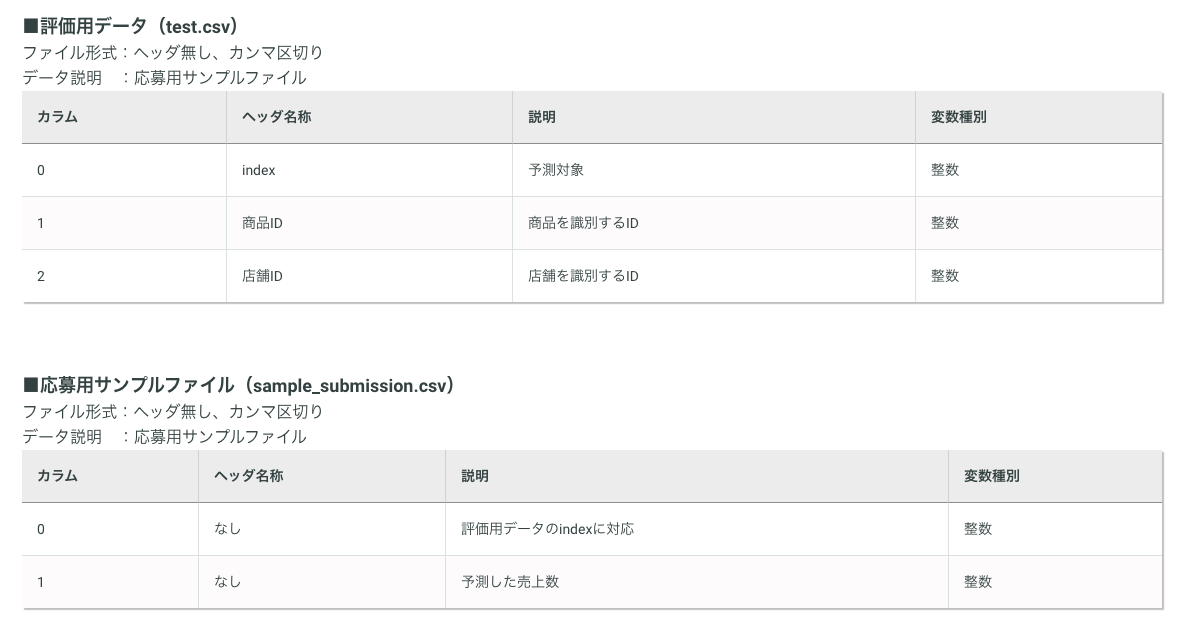 ■評価用データ（test.csv）
ファイル形式：ヘッダ無し、カンマ区切り
データ説明　：応募用サンプルファイル
カラム ヘッダ名称 説明 変数種別
0 index 予測対象 整数
1 商品ID 商品を識別するID 整数
2 店舗ID 店舗を識別するID 整数
■応募用サンプルファイル（sample_submission.csv）
ファイル形式：ヘッダ無し、カンマ区切り
データ説明　：応募用サンプルファイル
カラム ヘッダ名称 説明 変数種別
0 なし 評価用データのindexに対応 整数
1 なし 予測した売上数 整数